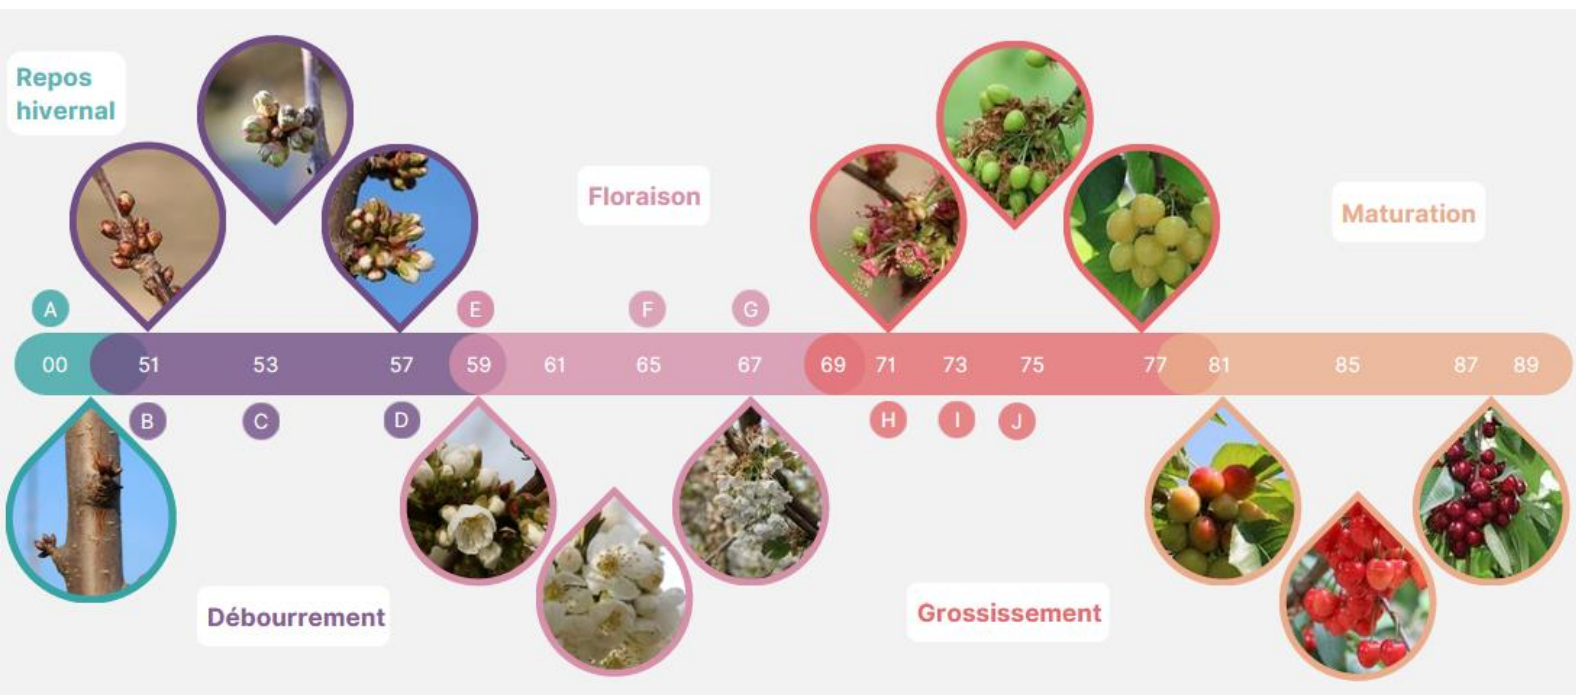 Repos
hivernal
Floraison
Maturation
A
E
F
G
00
51
53
57
59
61
65
67
69
71
73
75
77
81
85
87
89
B
C
D
H
I
J
Débourrement
Grossissement